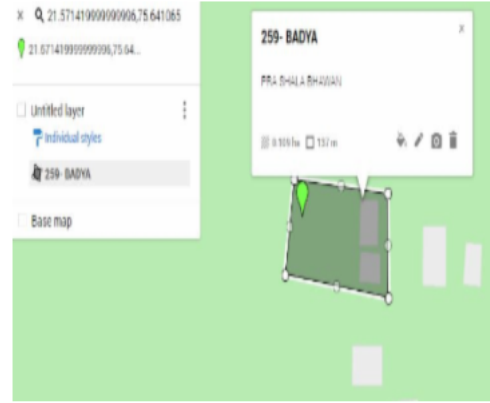 × 21.571419999999996,75.641065
21.671419999999996,75.64...
Untitled layer
Individual styles
259- BADYA
Base map
259- BADYA ×
PRA SHALA BHAWAN
0.109 ha 137 m